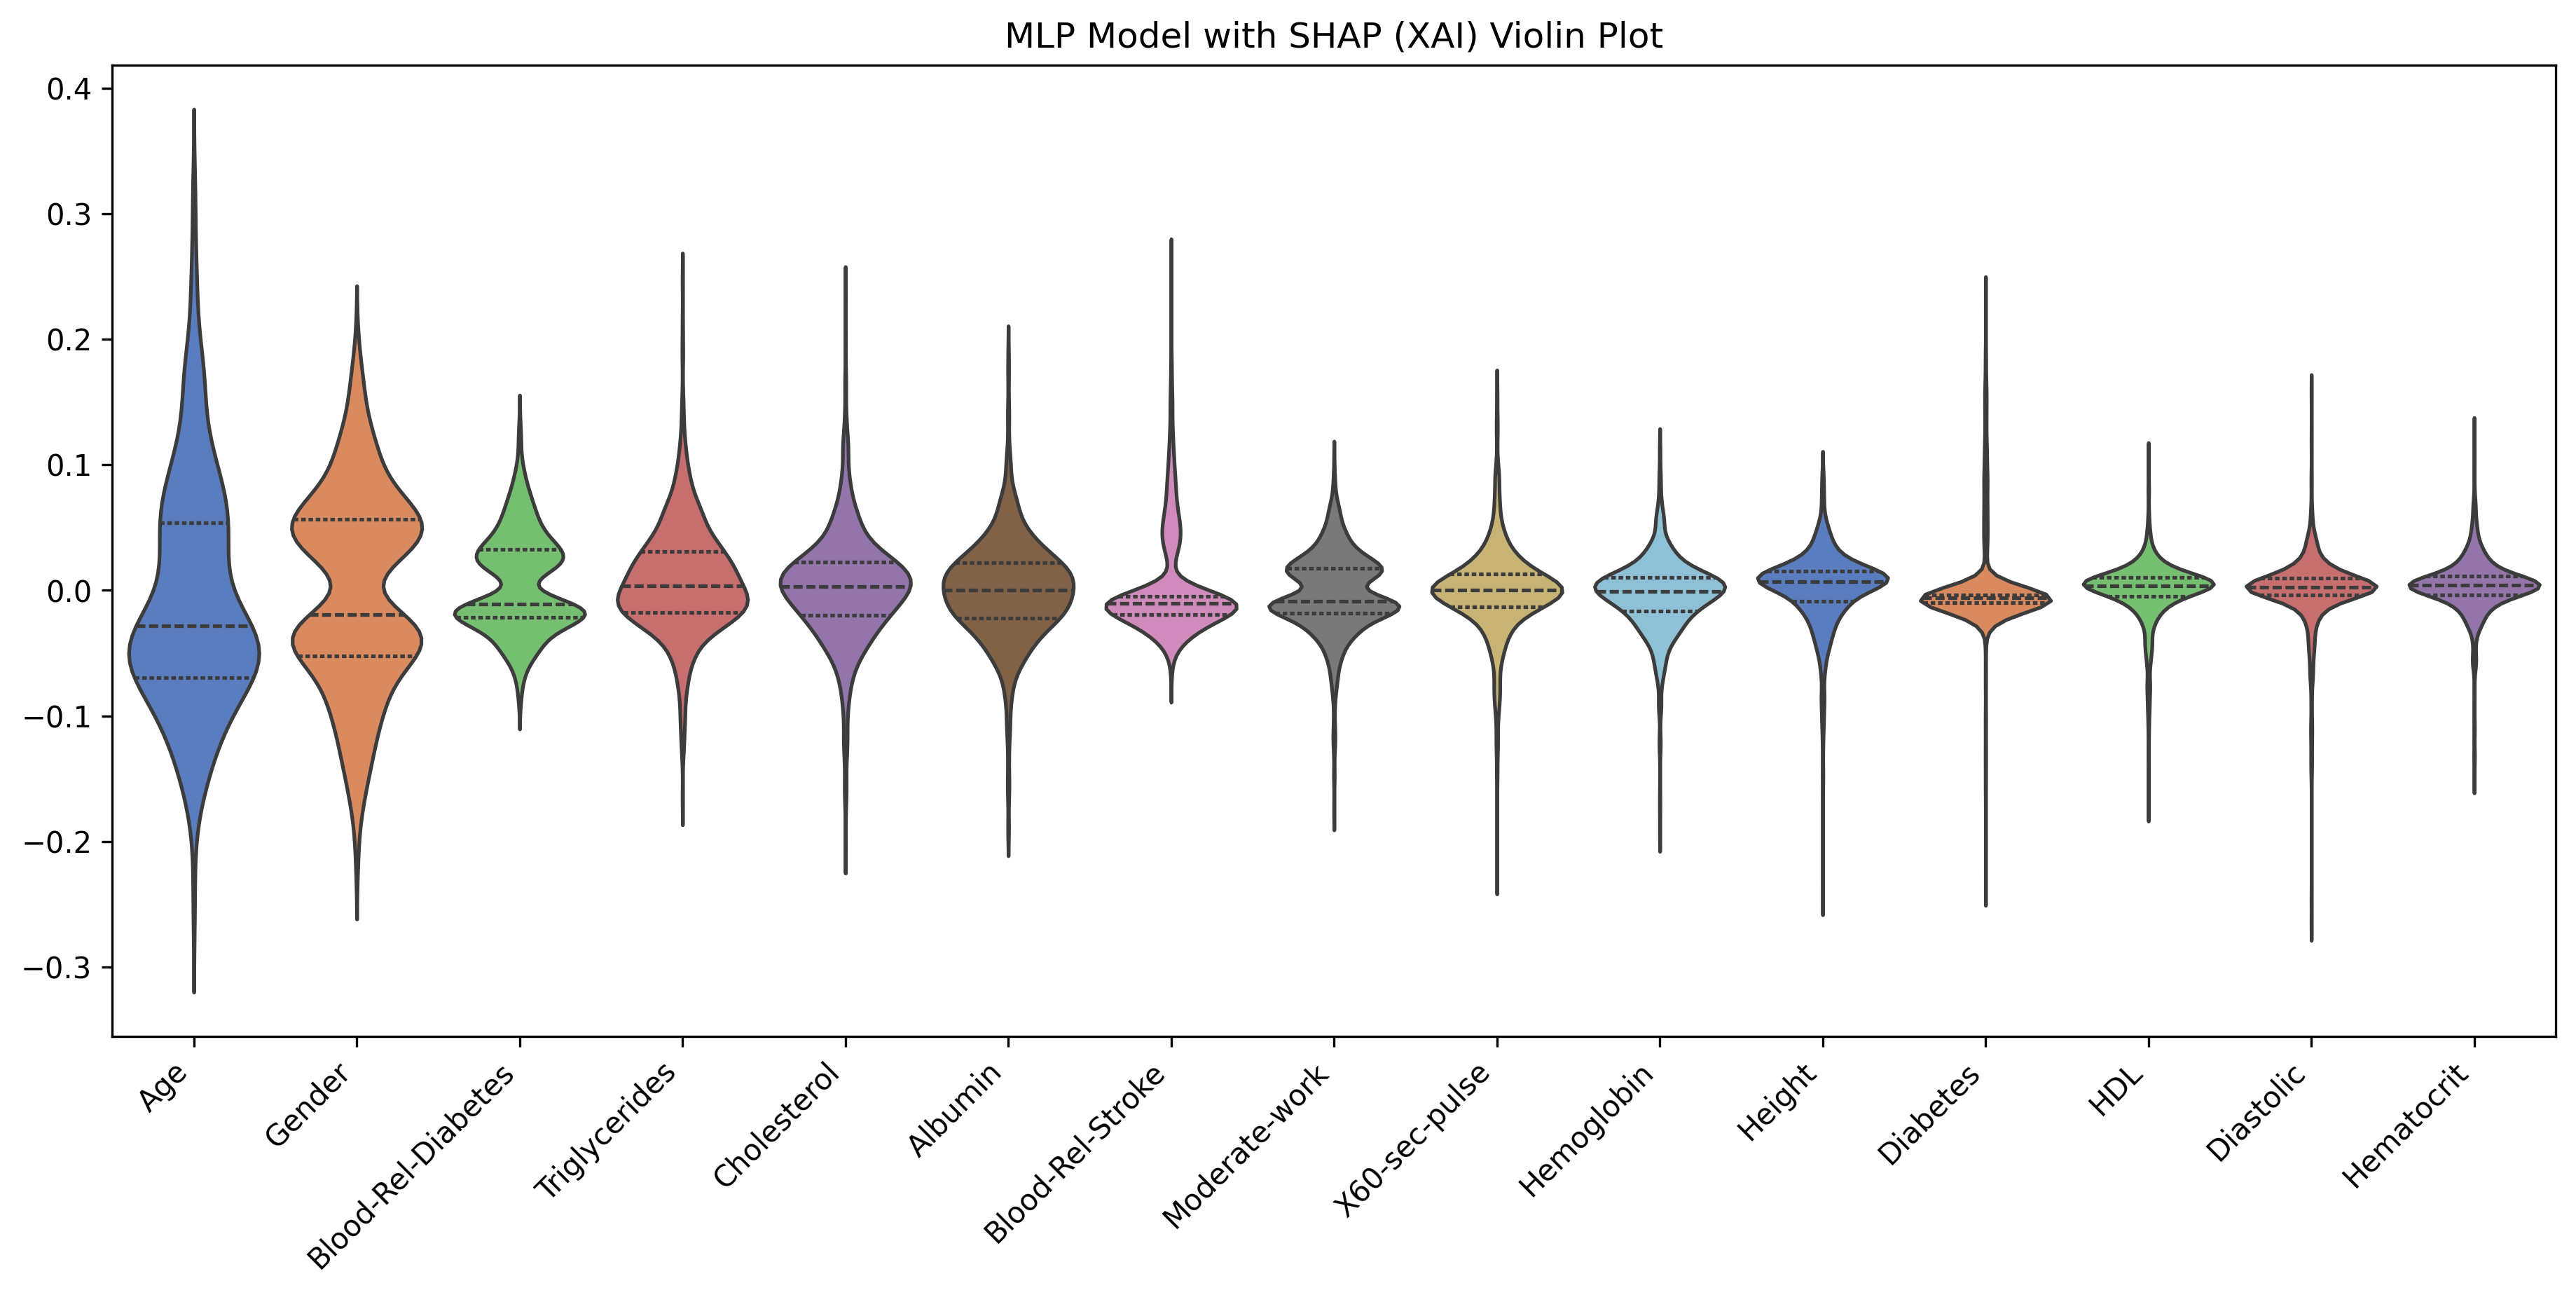 MLP Model with SHAP (XAI) Violin Plot
0.4
0.3
0.2
0.1
0.0
−0.1
−0.2
−0.3
Age
Gender
Blood-Rel-Diabetes
Triglycerides
Cholesterol
Albumin
Blood-Rel-Stroke
Moderate-work
X60-sec-pulse
Hemoglobin
Height
Diabetes
HDL
Diastolic
Hematocrit